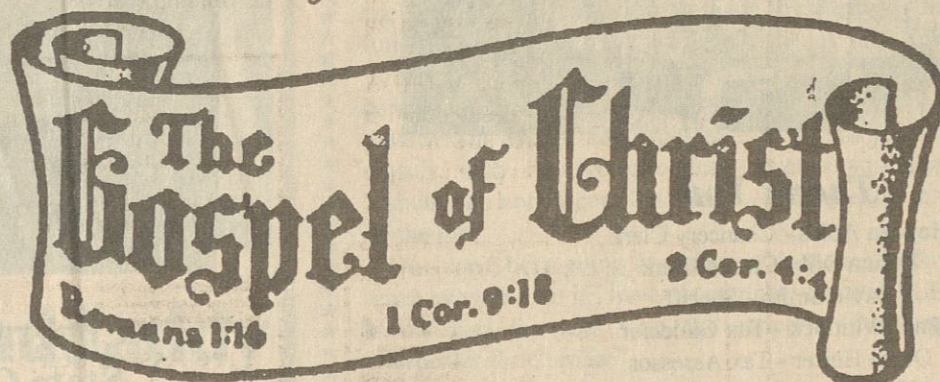 The
Gospel of Christ
Romans 1:16
1 Cor. 9:18
2 Cor. 4:4